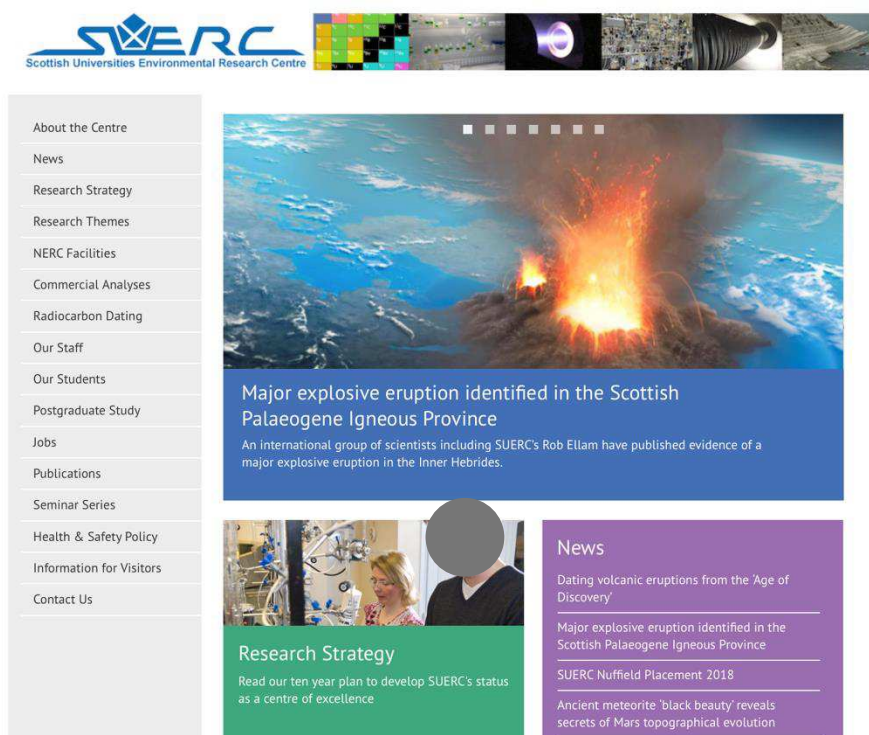 SUERC
Scottish Universities Environmental Research Centre
About the Centre
News
Research Strategy
Research Themes
NERC Facilities
Commercial Analyses
Radiocarbon Dating
Our Staff
Our Students
Postgraduate Study
Jobs
Publications
Seminar Series
Health & Safety Policy
Information for Visitors
Contact Us
Major explosive eruption identified in the Scottish
Palaeogene Igneous Province
An international group of scientists including SUERC's Rob Ellam have published evidence of a
major explosive eruption in the Inner Hebrides.
Research Strategy
Read our ten year plan to develop SUERC's status
as a centre of excellence
News
Dating volcanic eruptions from the 'Age of
Discovery'
Major explosive eruption identified in the
Scottish Palaeogene Igneous Province
SUERC Nuffield Placement 2018
Ancient meteorite 'black beauty' reveals
secrets of Mars topographical evolution